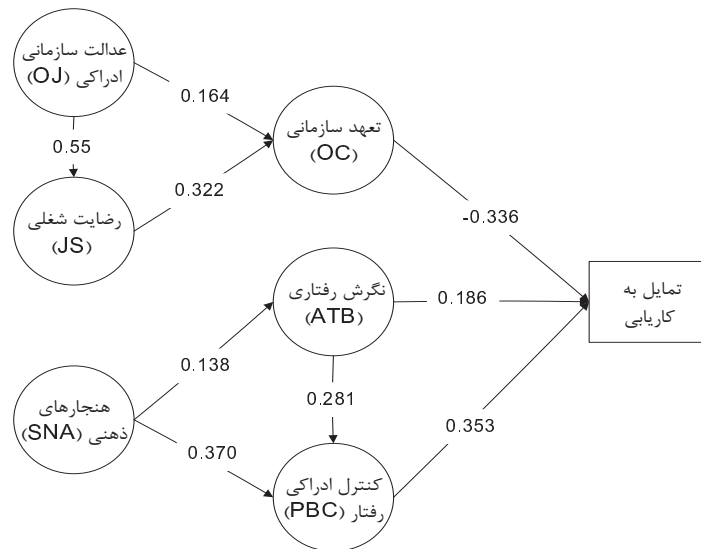 عدالت سازمانی
ادراکی (OJ)
0.164
0.55
تعهد سازمانی
(OC)
رضایت شغلی
(JS)
0.322
-0.336
نگرش رفتاری
(ATB)
0.186
تمایل به
کاریابی
0.138
0.281
هنجارهای
ذهنی (SNA)
0.370
0.353
کنترل ادراکی
رفتار (PBC)